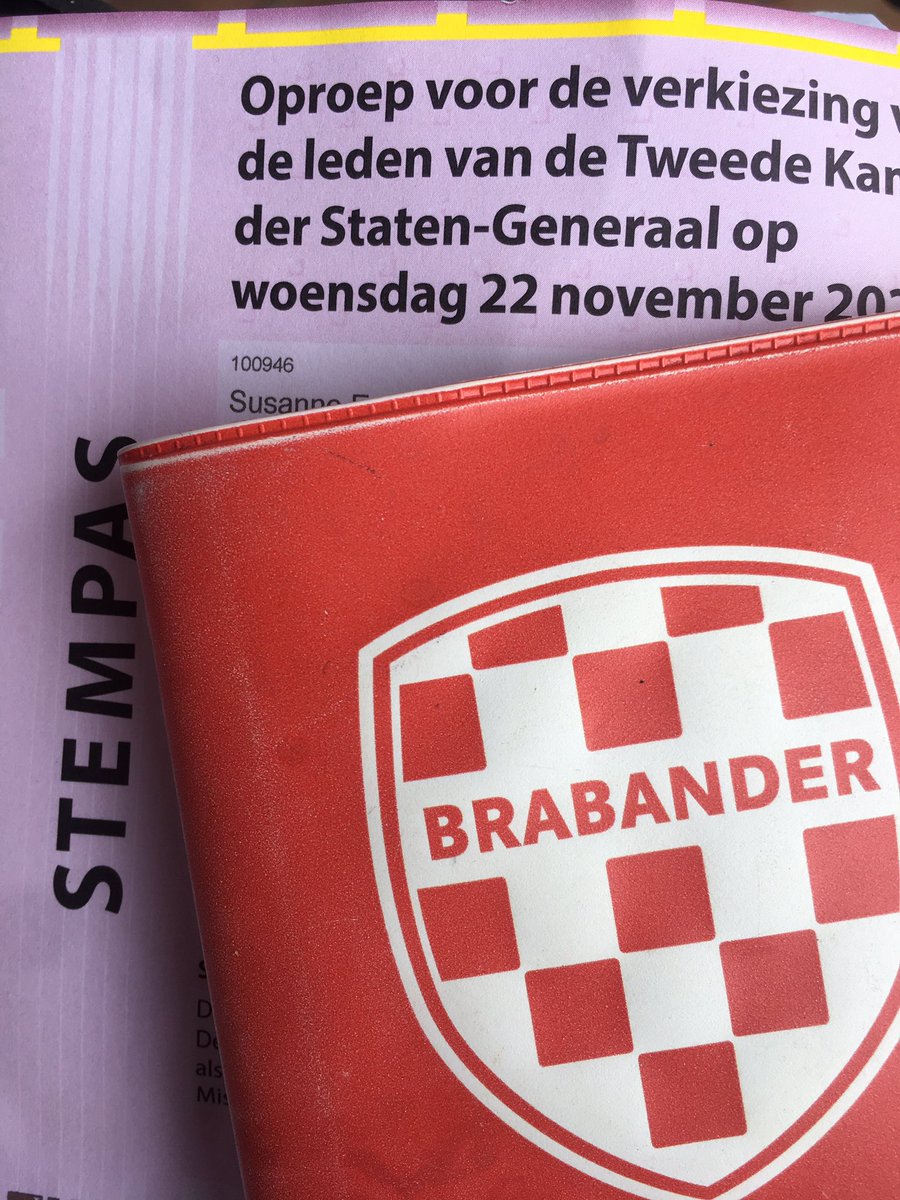 Oproep voor de verkiezing
de leden van de Tweede
der Staten-Generaal op
woensdag 22 november
100946
Susanne
STEMPAS
BRABANDER
als